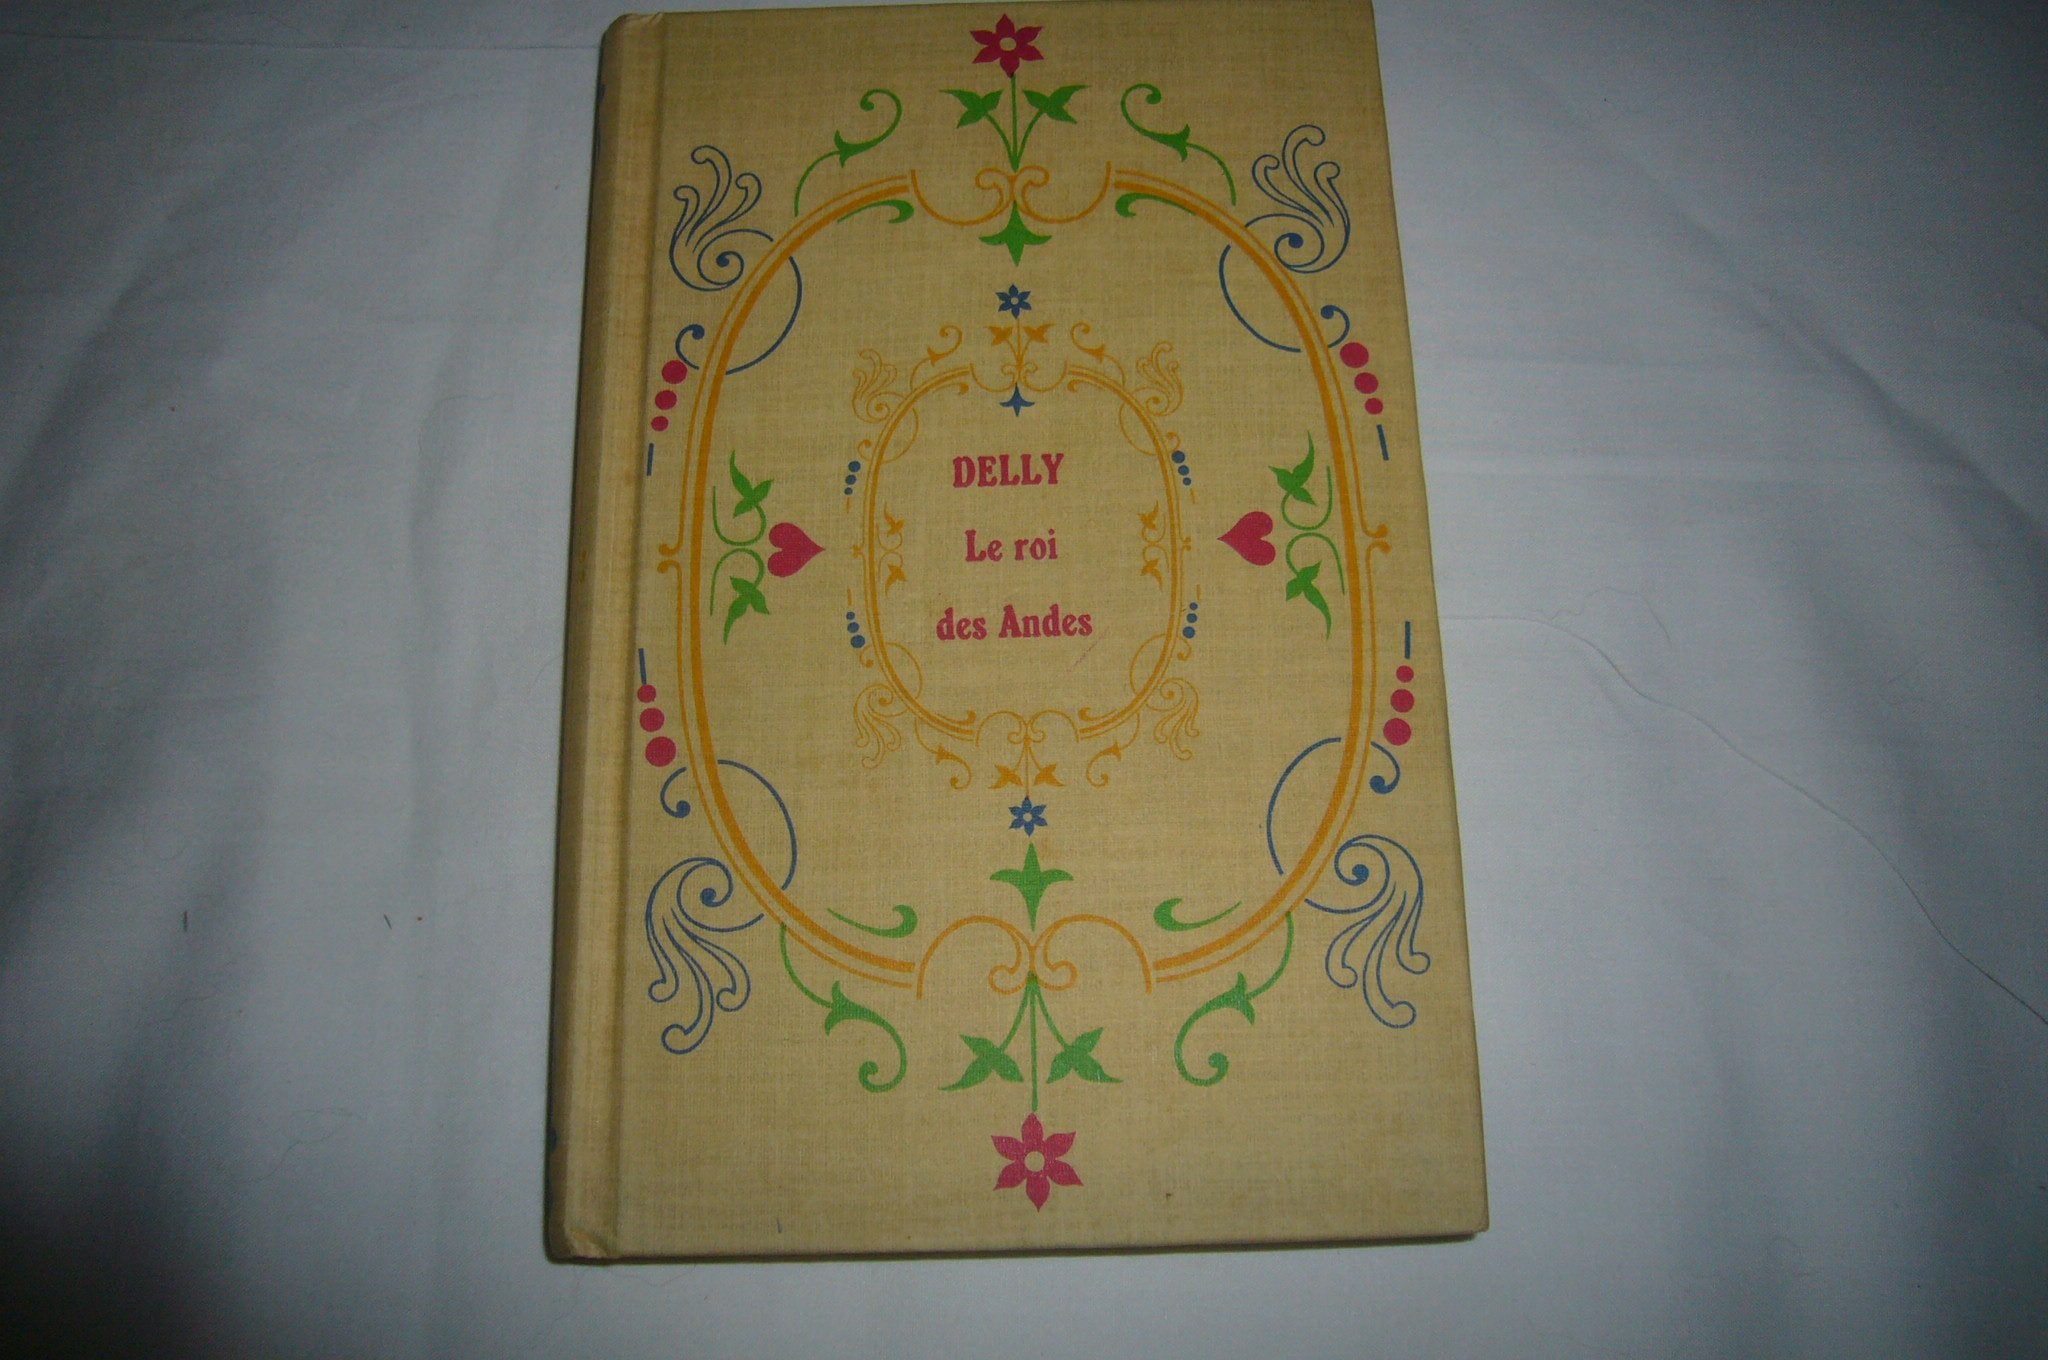 DELLY
Le roi
des Andes